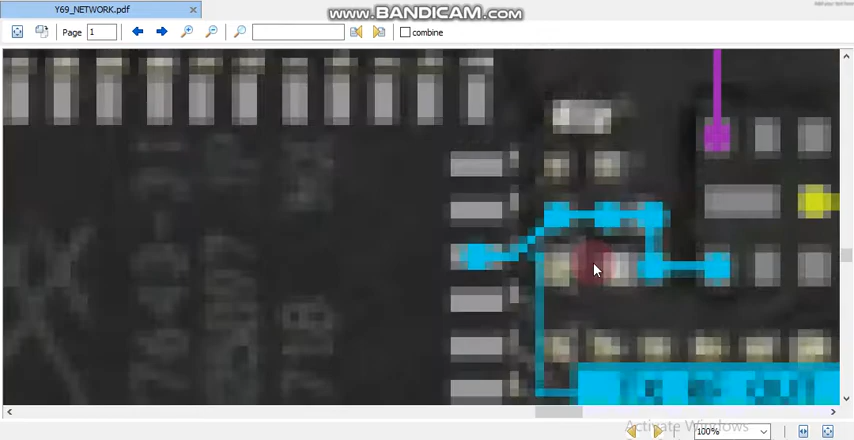 Y69_NETWORK.pdf
www.BANDICAM.com
Page 1
combine
Activate Windows
100%